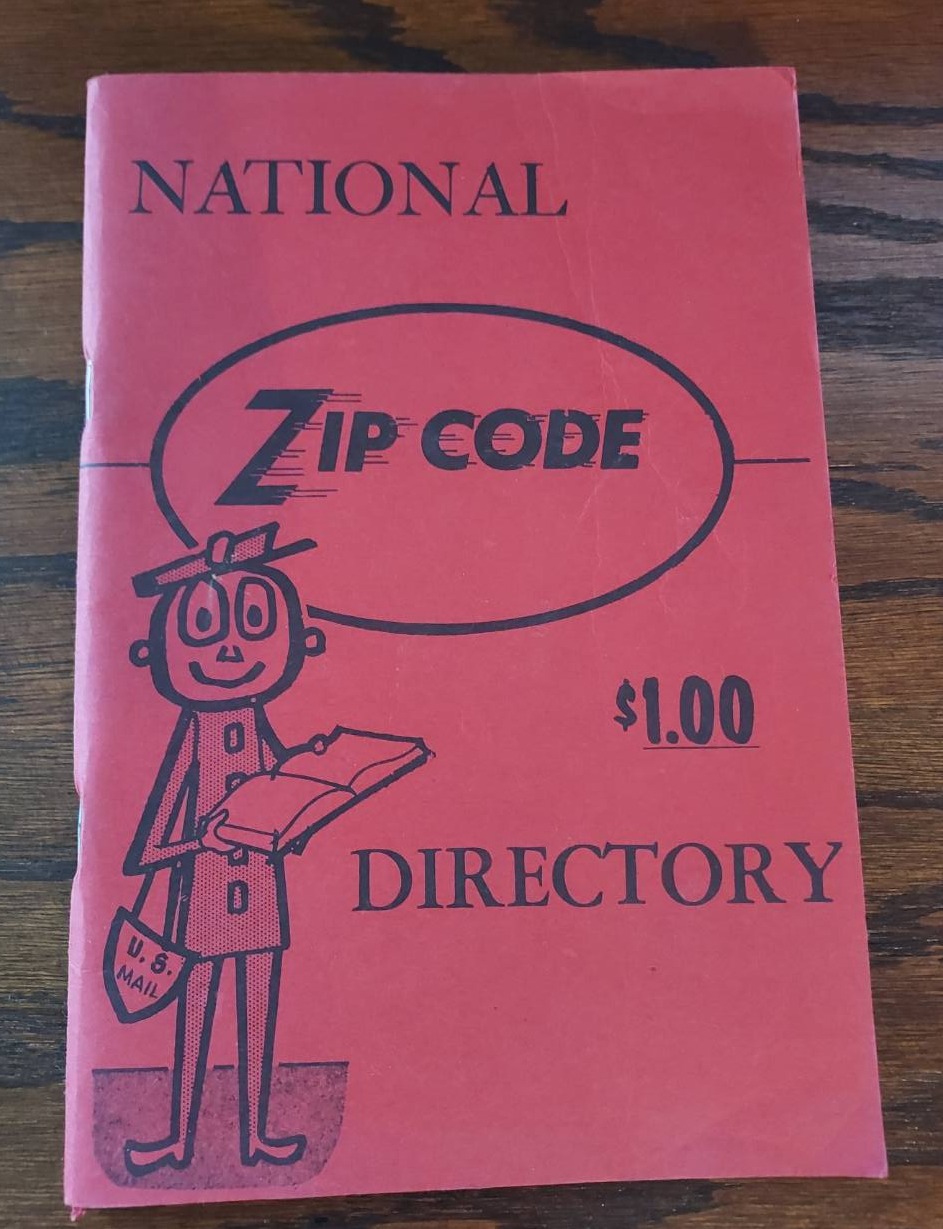 NATIONAL
ZIP CODE
$1.00
DIRECTORY
U.S.
MAIL